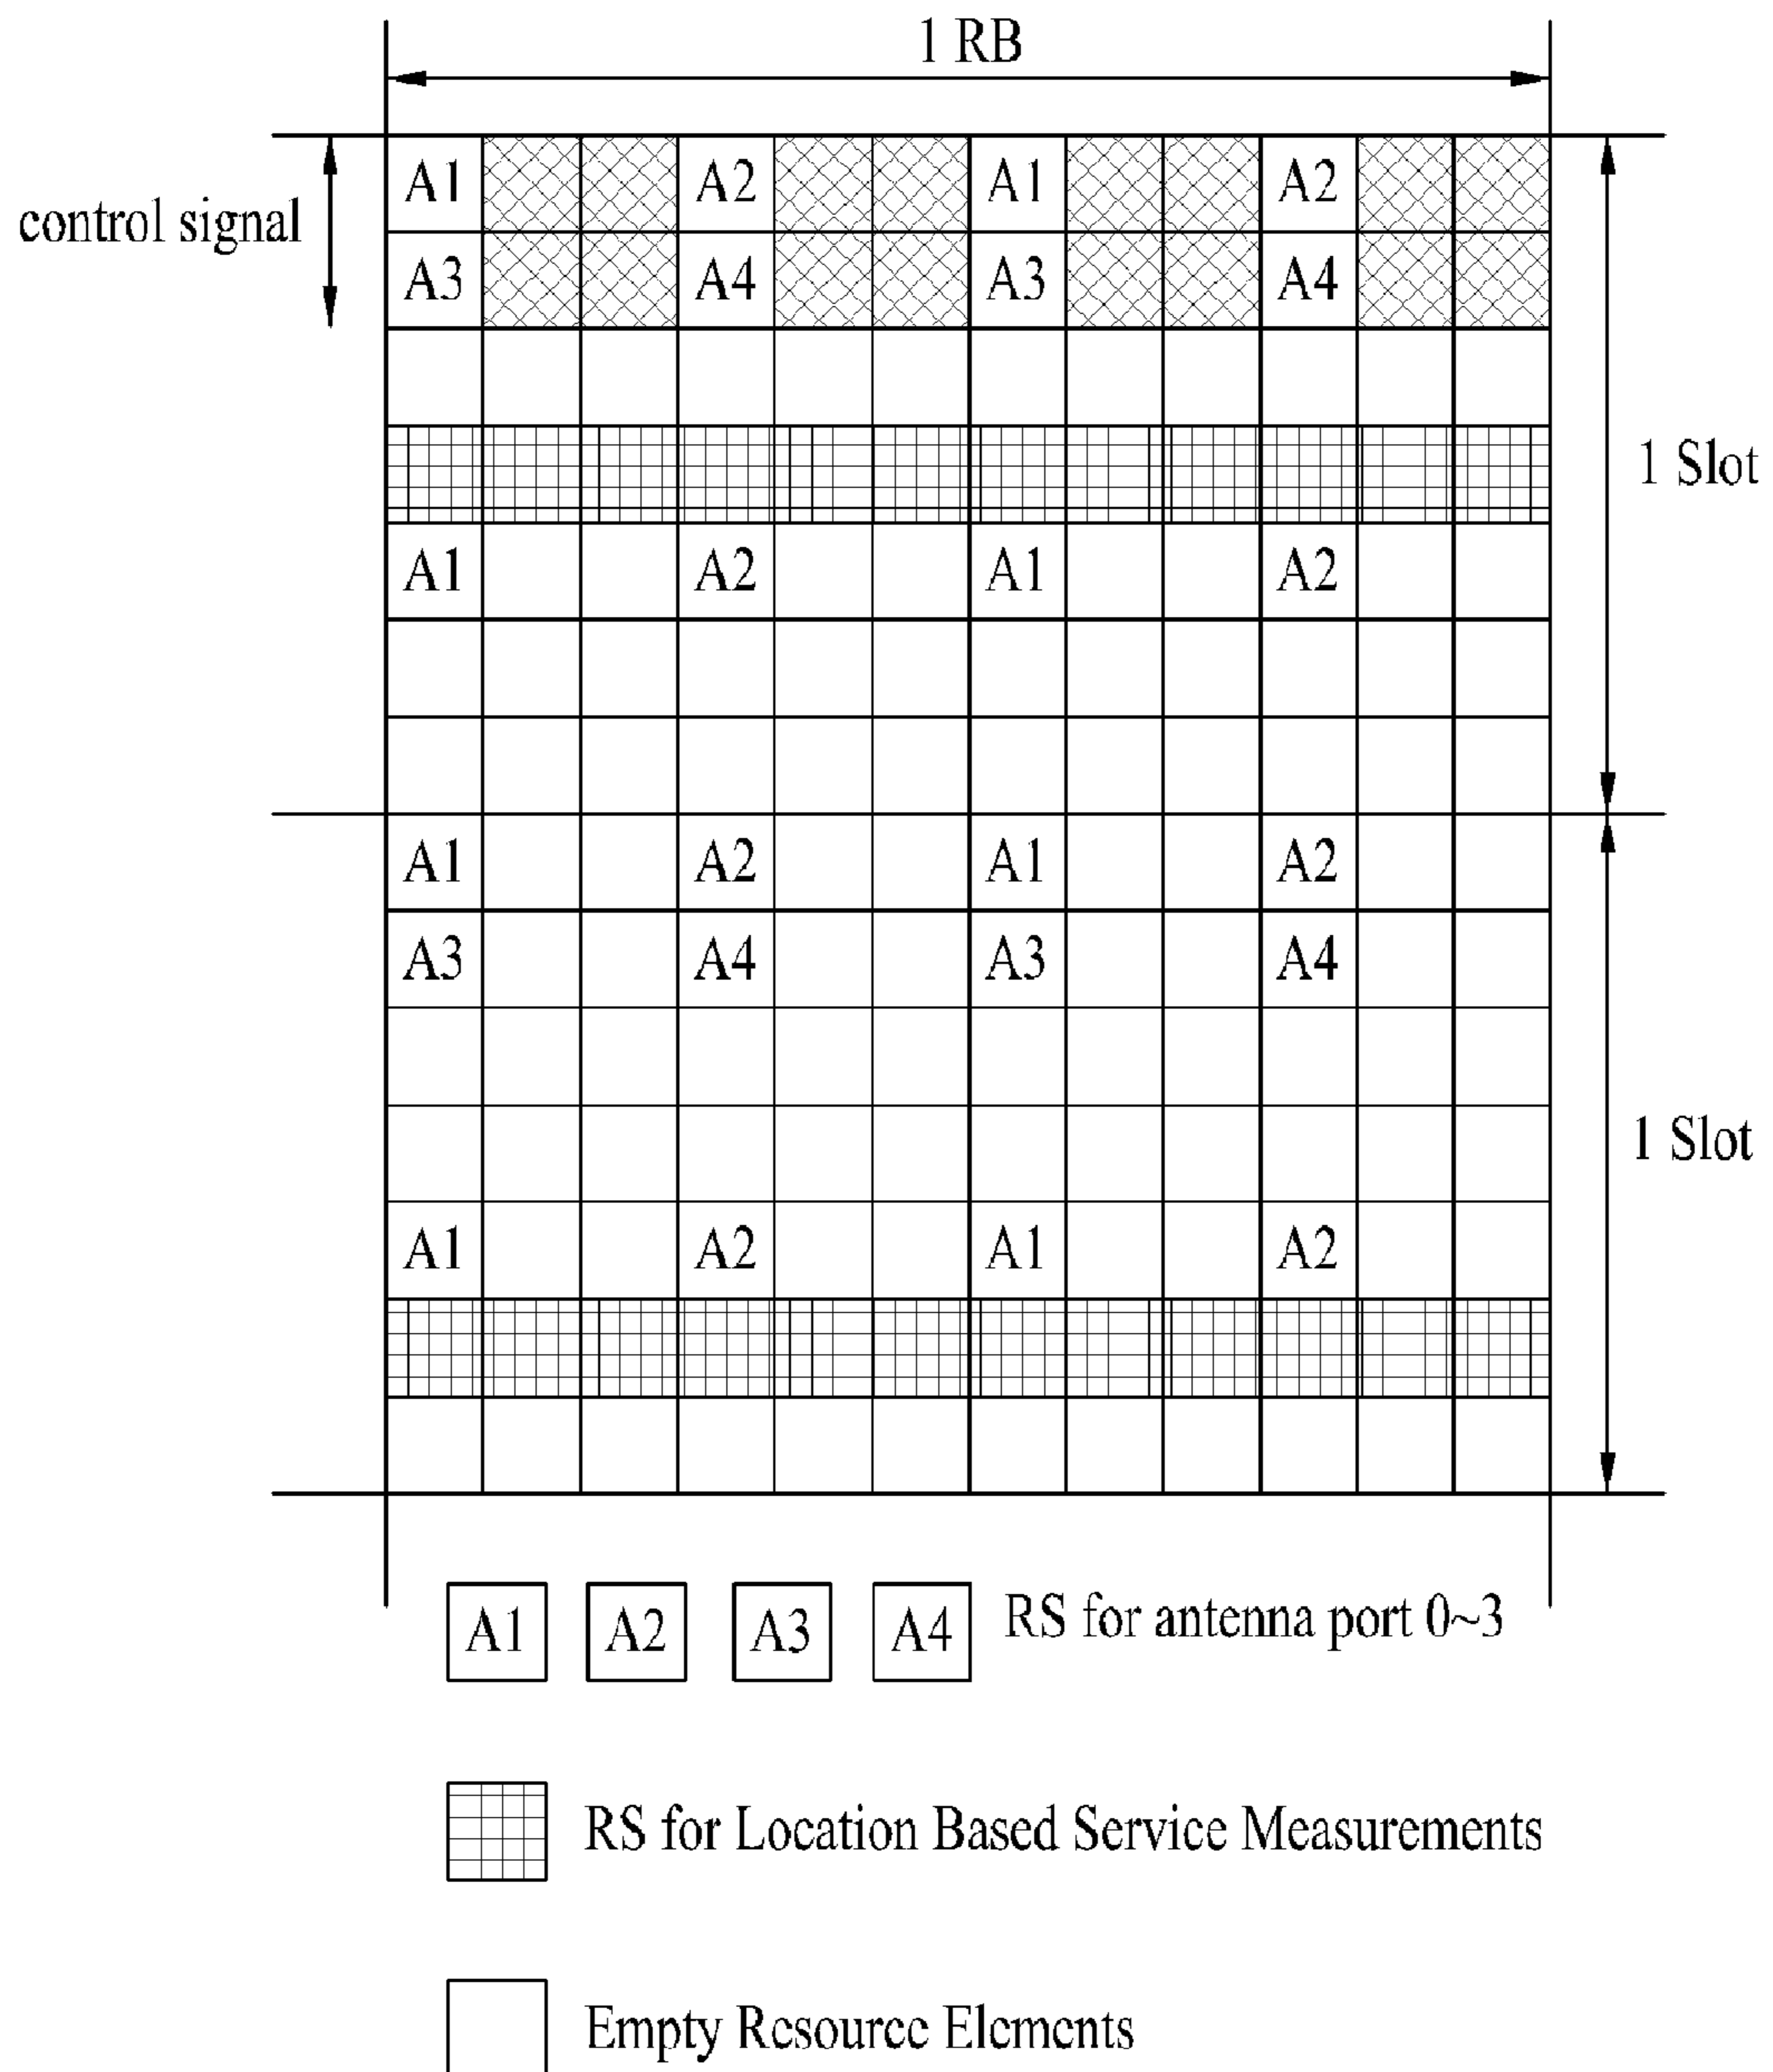 1 RB
A1 A2 A1 A2
control signal
A3 A4 A3 A4
1 Slot
A1 A2 A1 A2
A1 A2 A1 A2
A3 A4 A3 A4
1 Slot
A1 A2 A1 A2
A1 A2 A3 A4 RS for antenna port 0~3
RS for Location Based Service Measurements
Empty Resource Elements